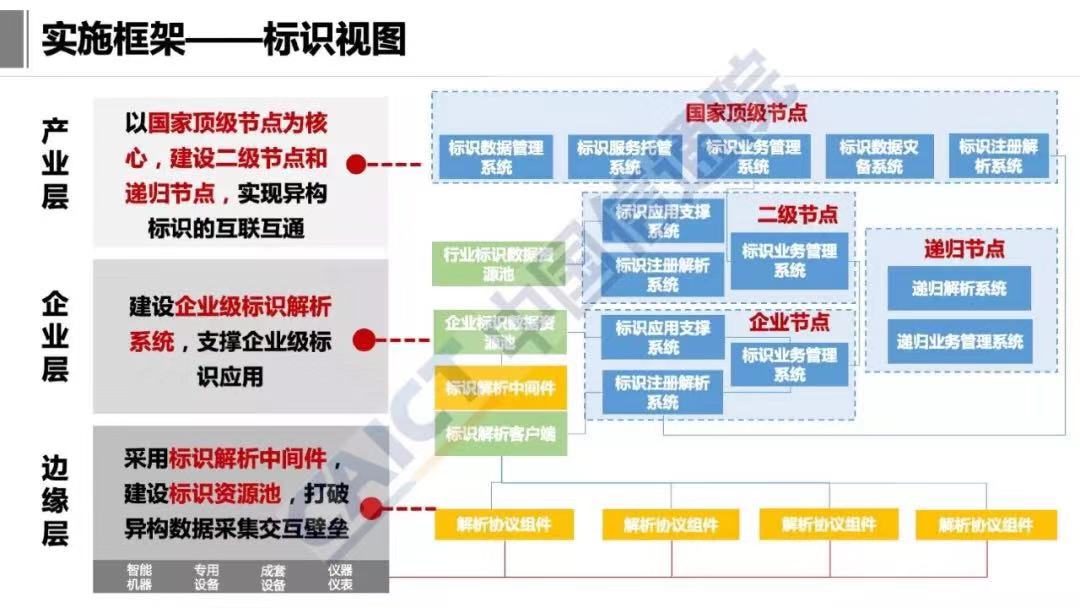 实施框架——标识视图
产业层
以国家顶级节点为核
心，建设二级节点和
递归节点，实现异构
标识的互联互通
国家顶级节点
标识数据管理
系统
标识服务托管
系统
标识业务管理
系统
标识数据灾
备系统
标识注册解
析系统
行业标识数据资
源池
标识应用支撑
系统
标识注册解析
系统
二级节点
标识业务管理
系统
递归节点
递归解析系统
递归业务管理系统
企业层
建设企业级标识解析
系统，支撑企业级标
识应用
企业标识数据资
源池
标识解析中间件
标识解析客户端
标识应用支撑
系统
标识注册解析
系统
企业节点
标识业务管理
系统
边缘层
采用标识解析中间件，
建设标识资源池，打破
异构数据采集交互壁垒
智能
机器
专用
设备
成套
设备
仪器
仪表
解析协议组件
解析协议组件
解析协议组件
解析协议组件
CAICT 中国信通院